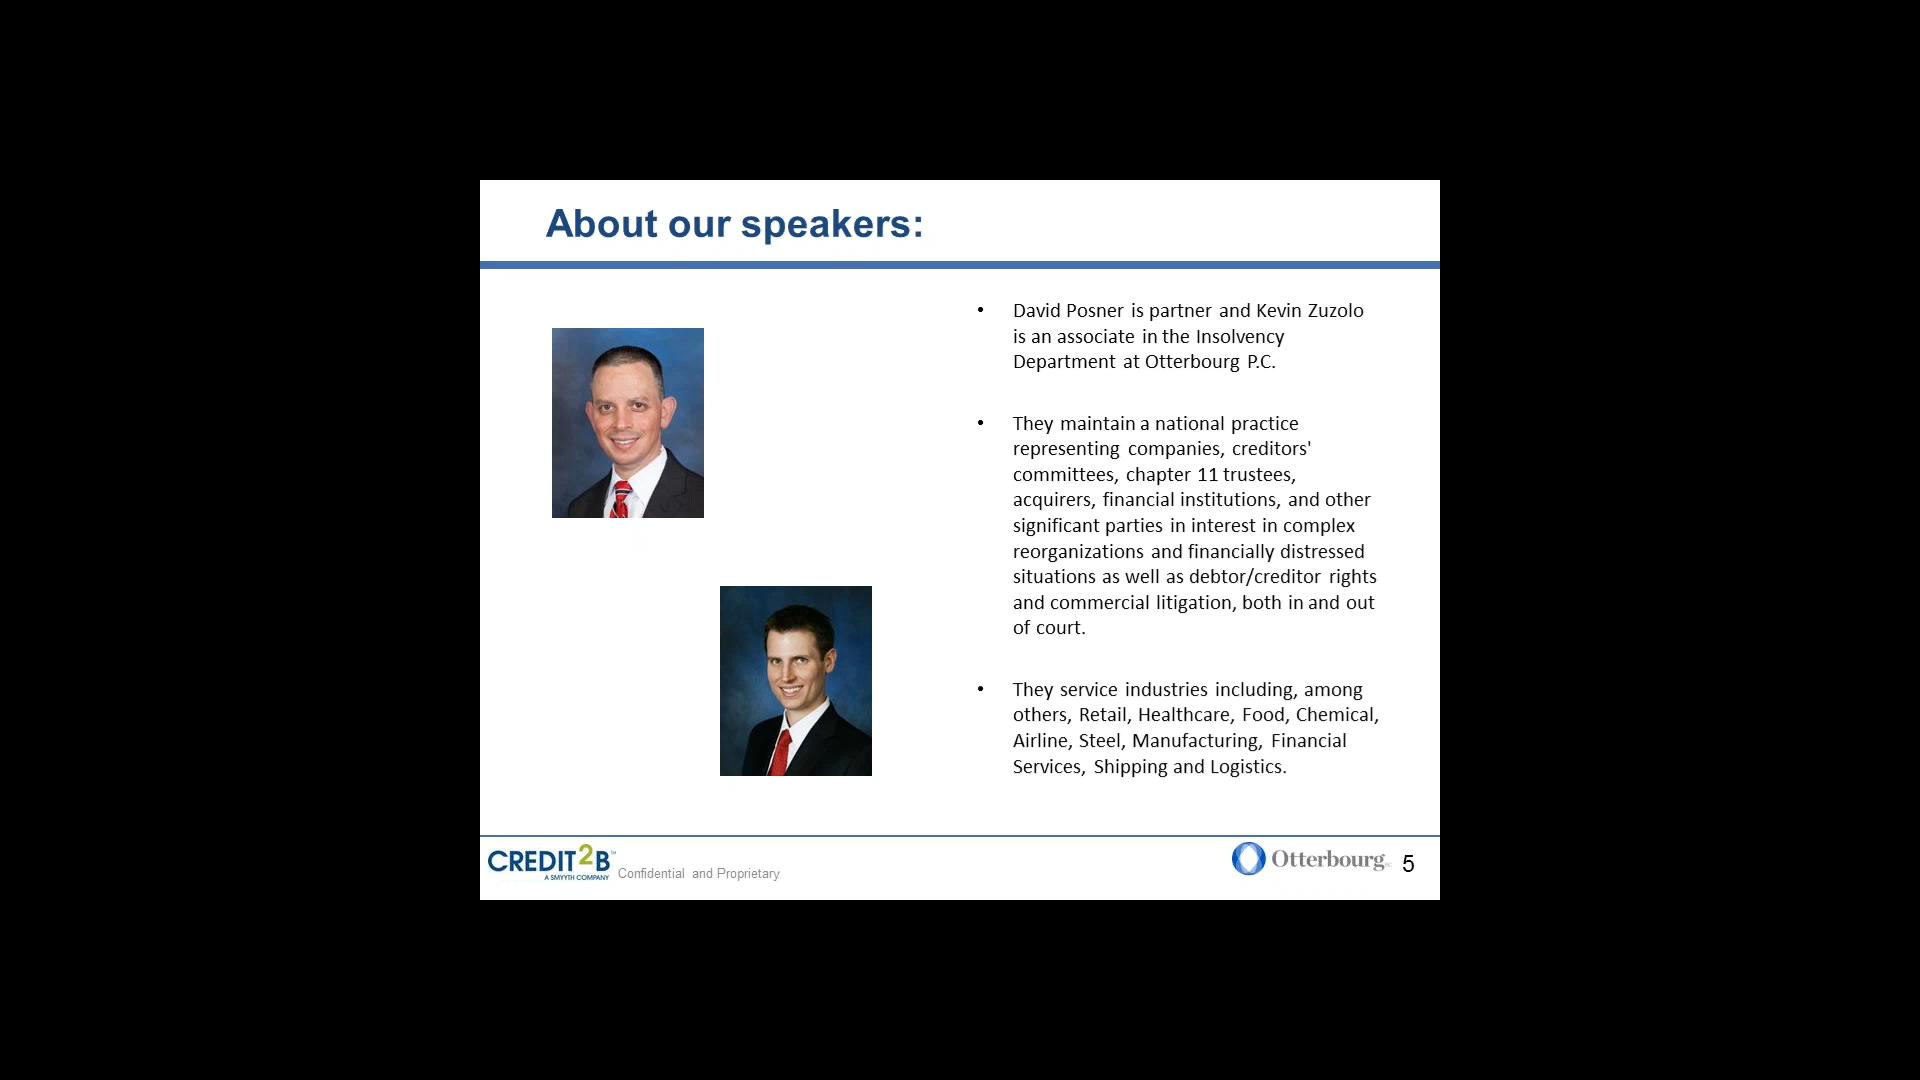 About our speakers:
• David Posner is partner and Kevin Zuzolo
is an associate in the Insolvency
Department at Otterbourg P.C.
• They maintain a national practice
representing companies, creditors'
committees, chapter 11 trustees,
acquirers, financial institutions, and other
significant parties in interest in complex
reorganizations and financially distressed
situations as well as debtor/creditor rights
and commercial litigation, both in and out
of court.
• They service industries including, among
others, Retail, Healthcare, Food, Chemical,
Airline, Steel, Manufacturing, Financial
Services, Shipping and Logistics.
CREDIT2B™
A SMYYTH COMPANY
Confidential and Proprietary
Otterbourg P.C.
5